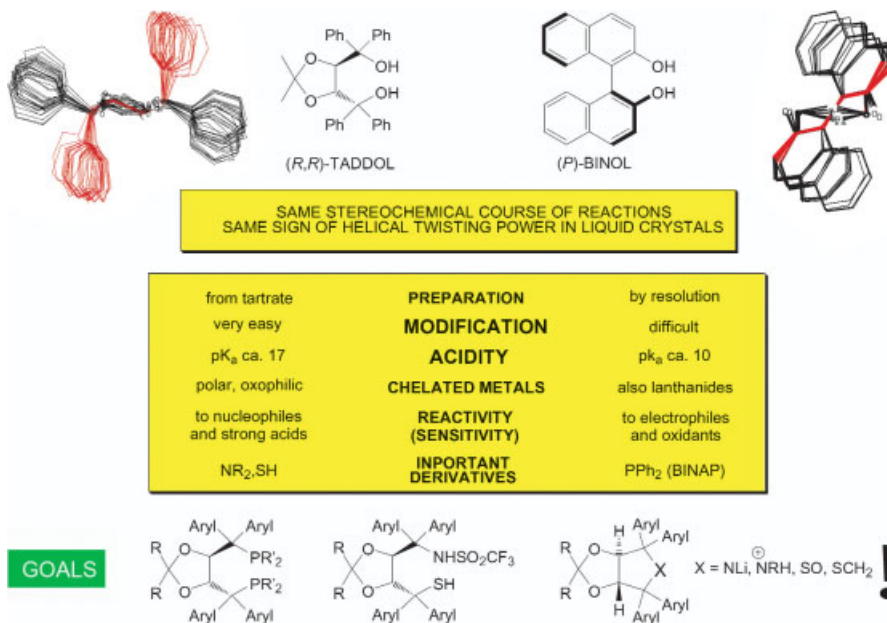 Ph Ph
OH
O
O
OH
Ph Ph
(R,R)-TADDOL
OH
OH
(P)-BINOL
SAME STEREOCHEMICAL COURSE OF REACTIONS
SAME SIGN OF HELICAL TWISTING POWER IN LIQUID CRYSTALS
from tartrate PREPARATION by resolution
very easy MODIFICATION difficult
pKa ca. 17 ACIDITY pka ca. 10
polar, oxophilic CHELATED METALS also lanthanides
to nucleophiles and strong acids REACTIVITY (SENSITIVITY) to electrophiles and oxidants
NR2,SH INPORTANT DERIVATIVES PPh2 (BINAP)
GOALS
Aryl Aryl
R O PR'2
R O PR'2
Aryl Aryl
Aryl Aryl
R O NHSO2CF3
R O SH
Aryl Aryl
H Aryl Aryl
R O X
R O
H Aryl Aryl
X = NLi, NRH, SO, SCH2
⊕
!